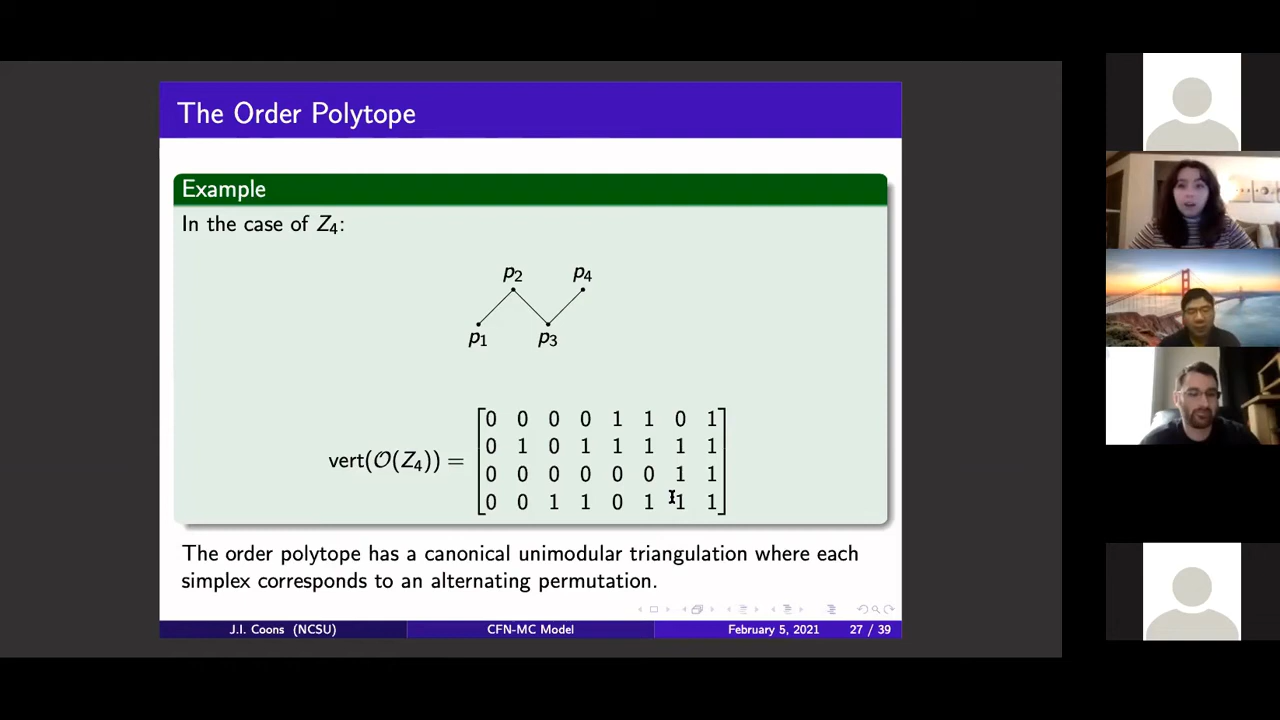 The Order Polytope
Example
In the case of Z₄:
p₂ p₄
p₁ p₃
0 0 0 0 1 1 0 1
0 1 0 1 1 1 1 1
vert(𝒪(Z₄)) =
0 0 0 0 0 0 1 1
0 0 1 1 0 1 1 1
The order polytope has a canonical unimodular triangulation where each
simplex corresponds to an alternating permutation.
J.I. Coons (NCSU) CFN-MC Model February 5, 2021 27 / 39